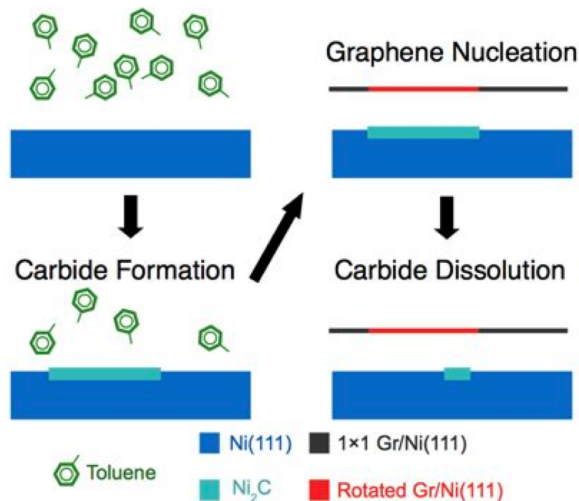 Graphene Nucleation
Carbide Formation
Carbide Dissolution
Ni(111)
1×1 Gr/Ni(111)
Toluene
Ni₂C
Rotated Gr/Ni(111)